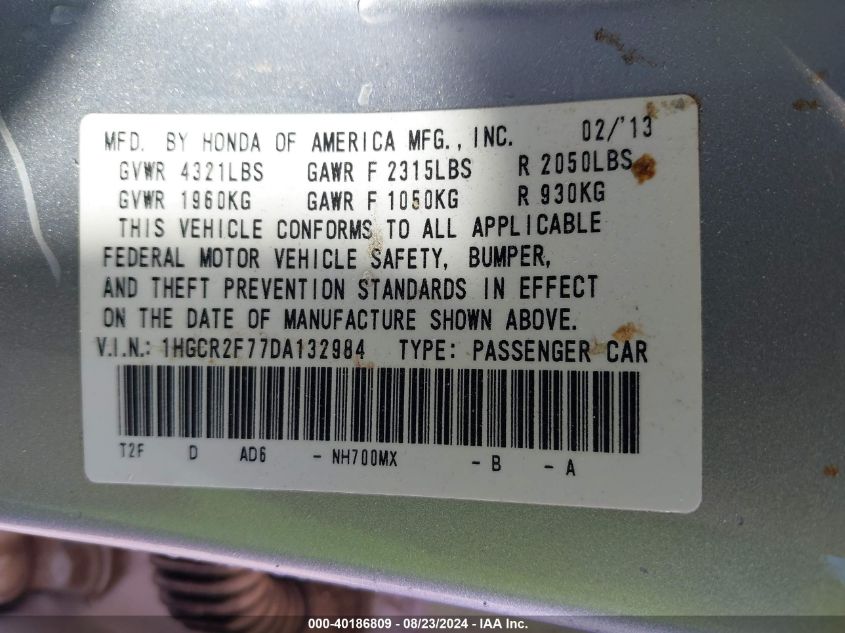 MFD. BY HONDA OF AMERICA MFG., INC. 02/'13
GVWR 4321LBS GAWR F 2315LBS R 2050LBS
GVWR 1960KG GAWR F 1050KG R 930KG
THIS VEHICLE CONFORMS TO ALL APPLICABLE
FEDERAL MOTOR VEHICLE SAFETY, BUMPER,
AND THEFT PREVENTION STANDARDS IN EFFECT
ON THE DATE OF MANUFACTURE SHOWN ABOVE.
V.I.N.: 1HGCR2F77DA132984 TYPE: PASSENGER CAR
T2F D AD6 - NH700MX - B - A
000-40186809 - 08/23/2024 - IAA Inc.